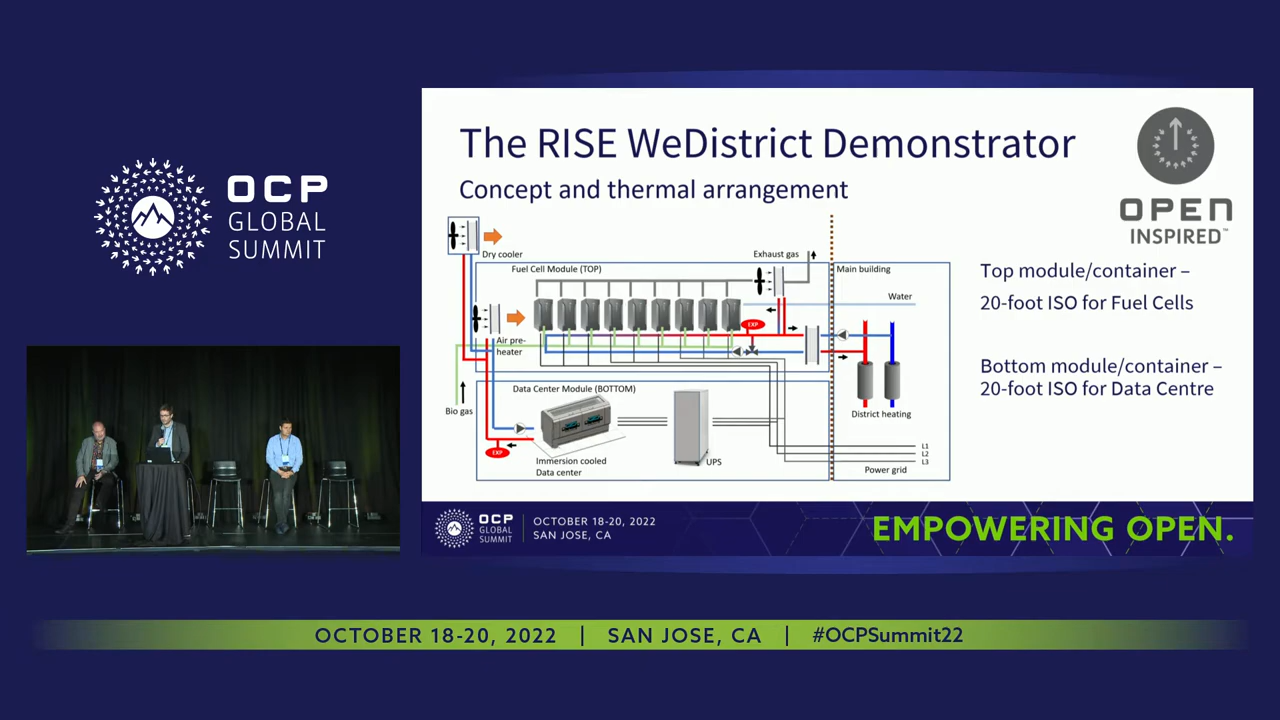 OCP
GLOBAL
SUMMIT
The RISE WeDistrict Demonstrator
Concept and thermal arrangement
OPEN
INSPIRED™
Dry cooler
Exhaust gas
Fuel Cell Module (TOP)
Main building
Water
EXP
Air pre-
heater
Bio gas
Data Center Module (BOTTOM)
District heating
EXP
Immersion cooled
Data center
UPS
L1
L2
L3
Power grid
Top module/container –
20-foot ISO for Fuel Cells
Bottom module/container –
20-foot ISO for Data Centre
OCP
GLOBAL
SUMMIT
OCTOBER 18-20, 2022
SAN JOSE, CA
EMPOWERING OPEN.
OCTOBER 18-20, 2022 | SAN JOSE, CA | #OCPSummit22